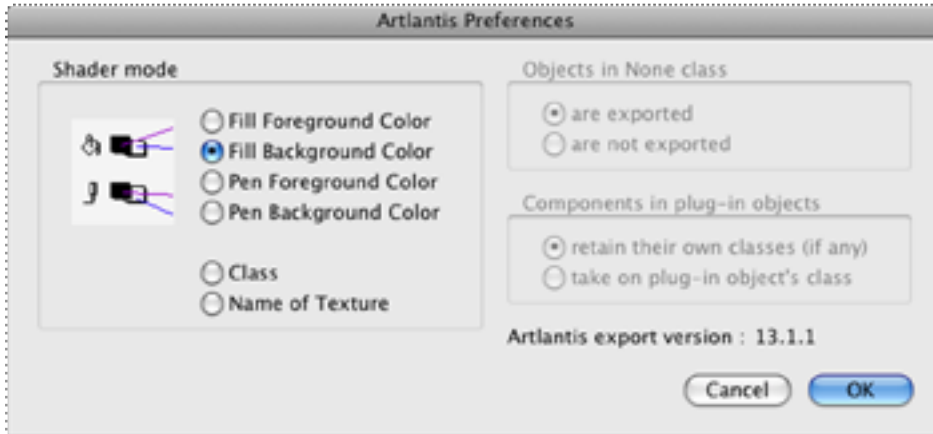 Artlantis Preferences
Shader mode
Fill Foreground Color
Fill Background Color
Pen Foreground Color
Pen Background Color
Class
Name of Texture
Objects in None class
are exported
are not exported
Components in plug-in objects
retain their own classes (if any)
take on plug-in object's class
Artlantis export version : 13.1.1
Cancel
OK